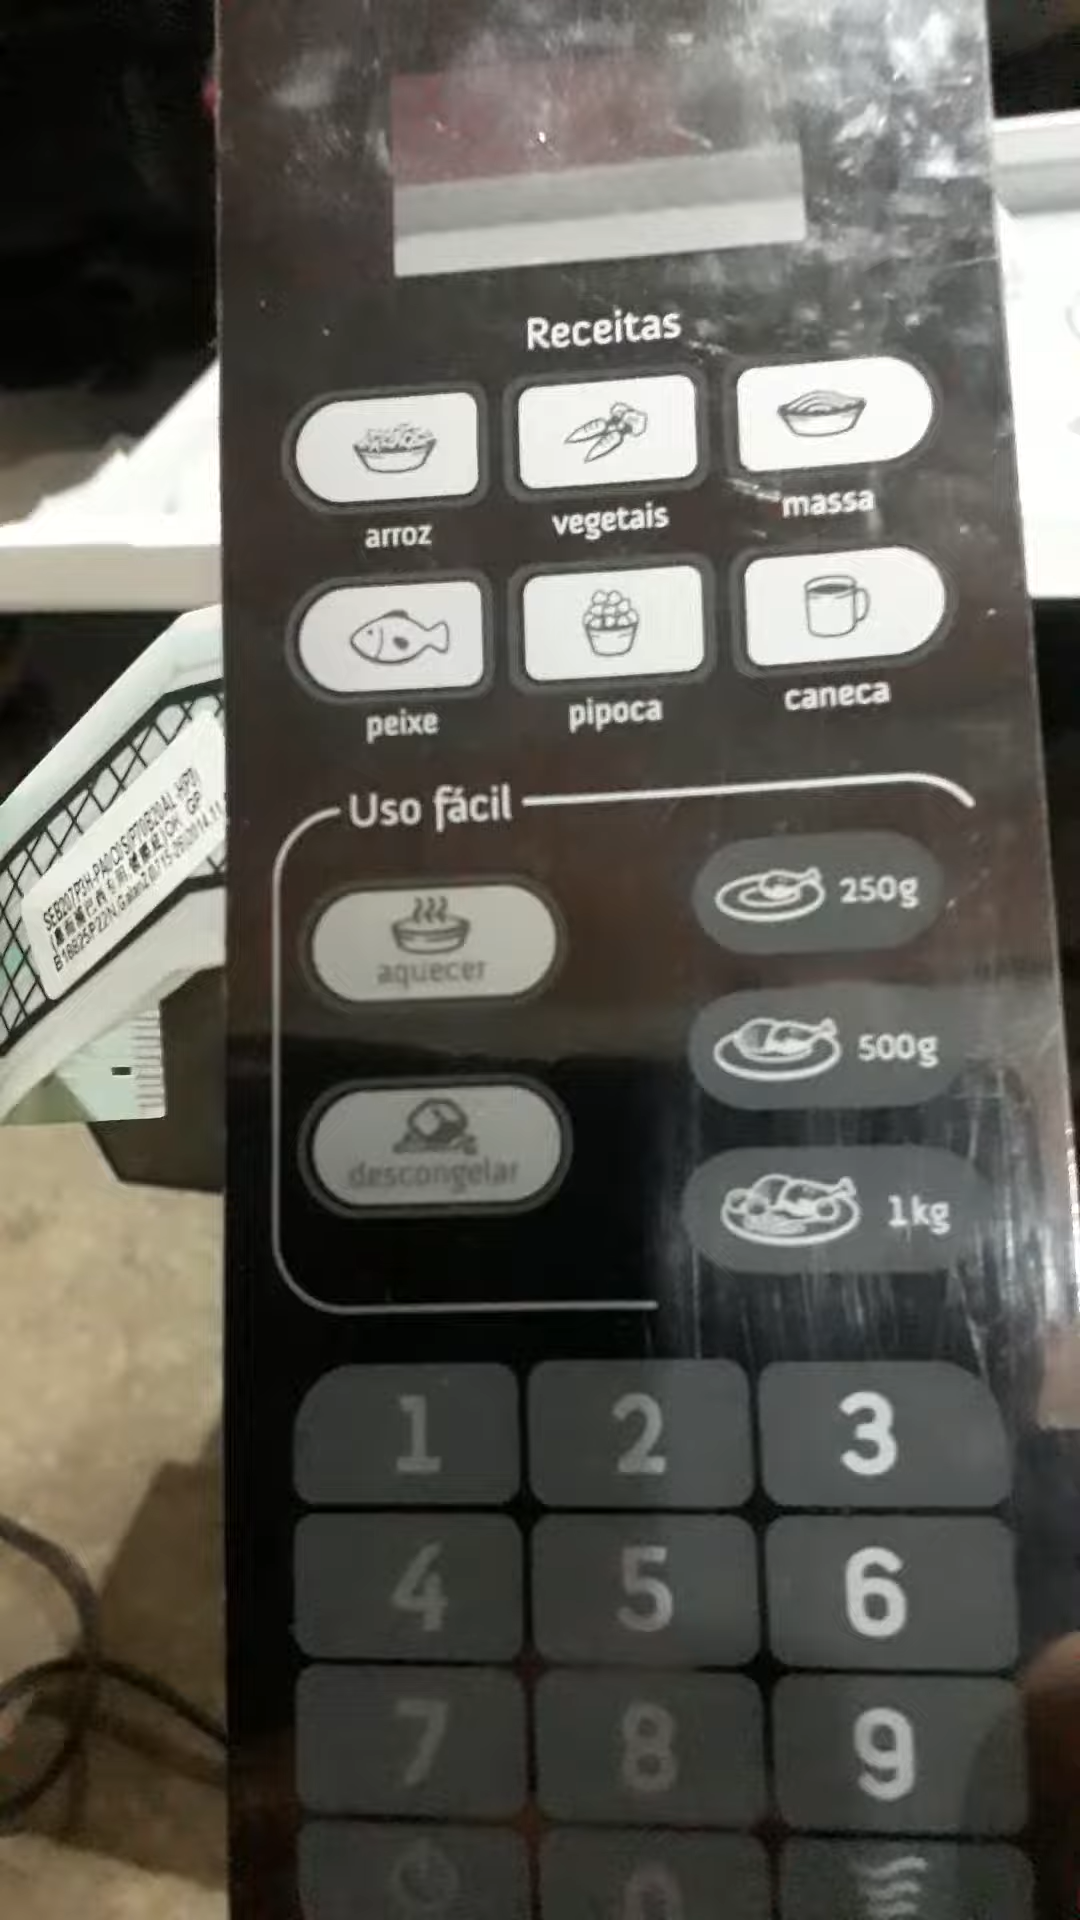 Receitas
arroz
vegetais
massa
peixe
pipoca
caneca
Uso fácil
aquecer
250g
500g
descongelar
1kg
1 2 3
4 5 6
7 8 9
0